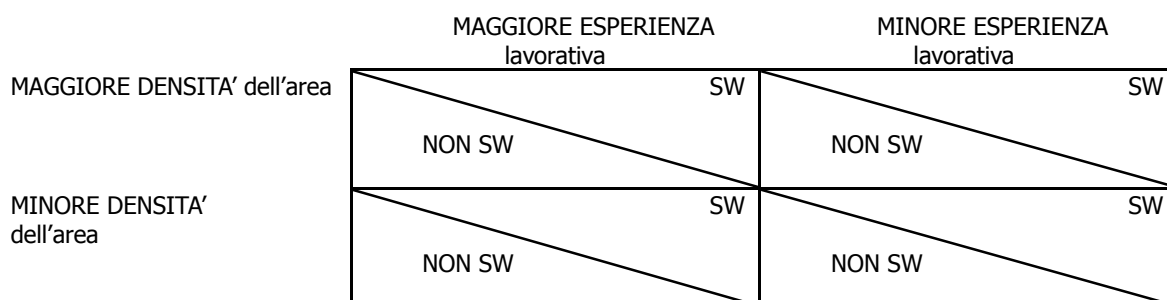 MAGGIORE ESPERIENZA
lavorativa
MINORE ESPERIENZA
lavorativa
MAGGIORE DENSITA’ dell’area
SW
SW
NON SW
NON SW
MINORE DENSITA’
dell’area
SW
SW
NON SW
NON SW